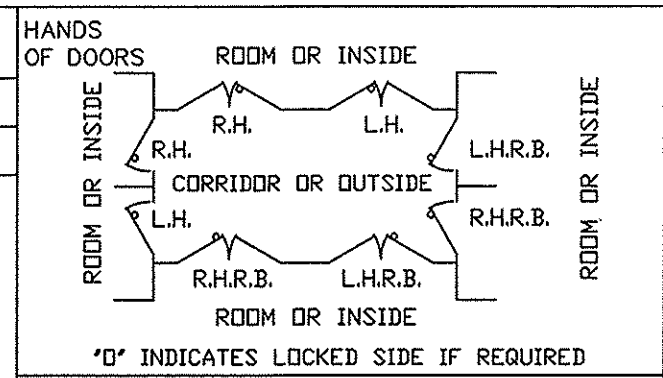 HANDS
OF DOORS
ROOM OR INSIDE
R.H.
L.H.
ROOM OR INSIDE
R.H.
L.H.R.B.
ROOM OR INSIDE
CORRIDOR OR OUTSIDE
L.H.
R.H.R.B.
R.H.R.B.
L.H.R.B.
ROOM OR INSIDE
"O" INDICATES LOCKED SIDE IF REQUIRED